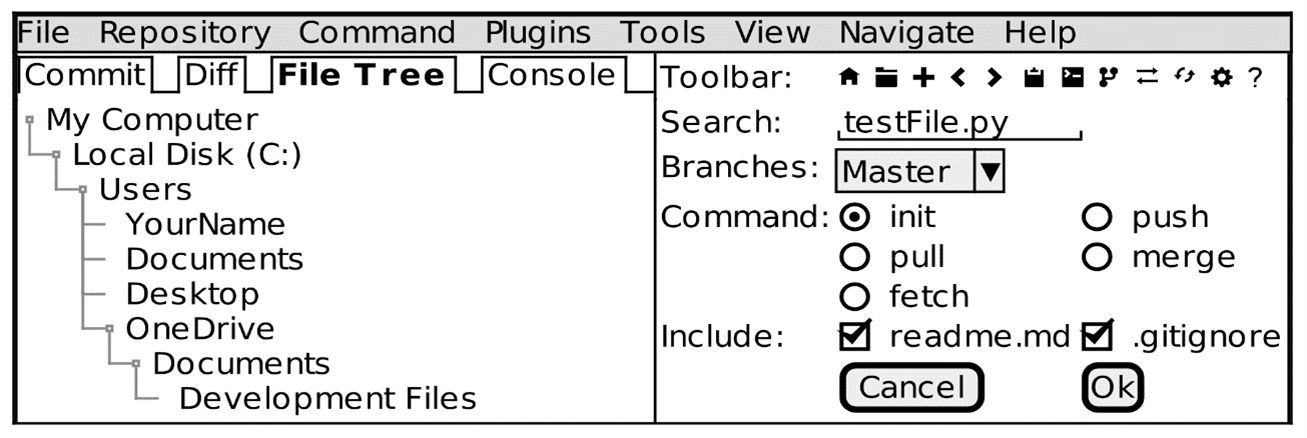 File Repository Command Plugins Tools View Navigate Help
Commit Diff File Tree Console
My Computer
Local Disk (C:)
Users
YourName
Documents
Desktop
OneDrive
Documents
Development Files
Toolbar: ?
Search: testFile.py
Branches: Master
Command: init push
pull merge
fetch
Include: readme.md .gitignore
Cancel Ok